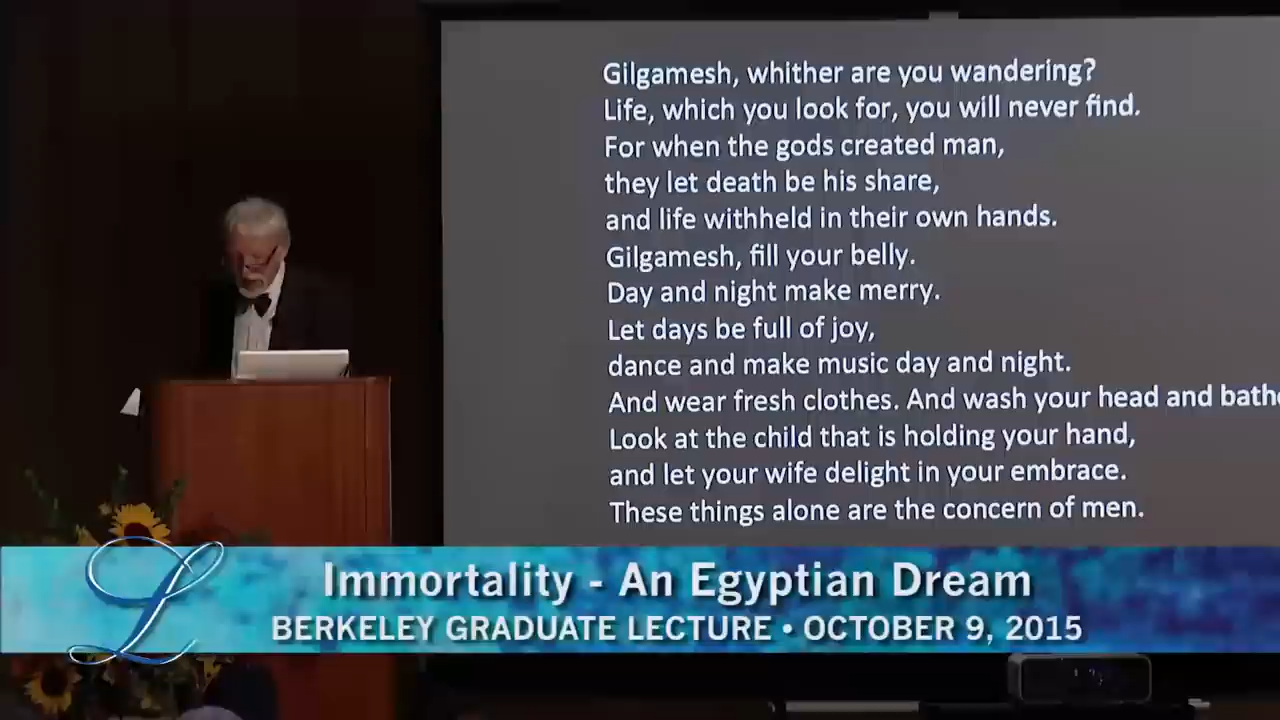 Gilgamesh, whither are you wandering?
Life, which you look for, you will never find.
For when the gods created man,
they let death be his share,
and life withheld in their own hands.
Gilgamesh, fill your belly.
Day and night make merry.
Let days be full of joy,
dance and make music day and night.
And wear fresh clothes. And wash your head and bathe
Look at the child that is holding your hand,
and let your wife delight in your embrace.
These things alone are the concern of men.
L
Immortality - An Egyptian Dream
BERKELEY GRADUATE LECTURE • OCTOBER 9, 2015